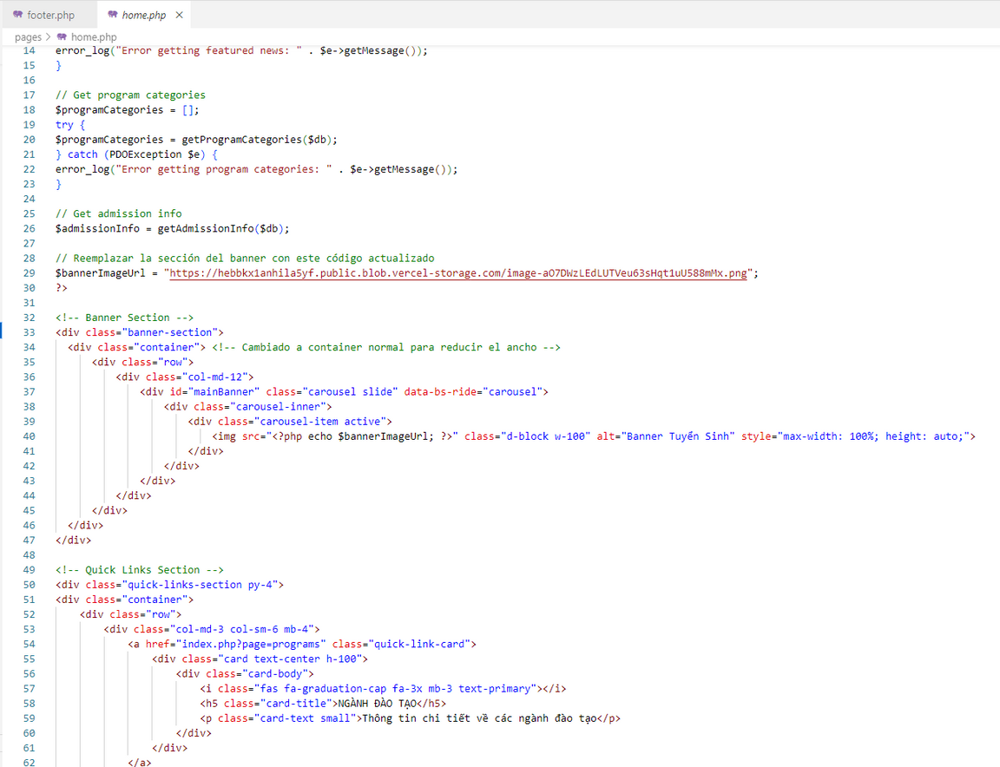 footer.php
home.php
pages > home.php
14 error_log("Error getting featured news: " . $e->getMessage());
15 }
16
17 // Get program categories
18 $programCategories = [];
19 try {
20 $programCategories = getProgramCategories($db);
21 } catch (PDOException $e) {
22 error_log("Error getting program categories: " . $e->getMessage());
23 }
24
25 // Get admission info
26 $admissionInfo = getAdmissionInfo($db);
27
28 // Reemplazar la sección del banner con este código actualizado
29 $bannerImageUrl = "https://hebbkx1anhila5yf.public.blob.vercel-storage.com/image-aO7DWzLEdLUTVeu63sHqt1uU588mMx.png";
30 ?>
31
32 <!-- Banner Section -->
33 <div class="banner-section">
34 <div class="container"> <!-- Cambiado a container normal para reducir el ancho -->
35 <div class="row">
36 <div class="col-md-12">
37 <div id="mainBanner" class="carousel slide" data-bs-ride="carousel">
38 <div class="carousel-inner">
39 <div class="carousel-item active">
40 <img src="<?php echo $bannerImageUrl; ?>" class="d-block w-100" alt="Banner Tuyển Sinh" style="max-width: 100%; height: auto;">
41 </div>
42 </div>
43 </div>
44 </div>
45 </div>
46 </div>
47 </div>
48
49 <!-- Quick Links Section -->
50 <div class="quick-links-section py-4">
51 <div class="container">
52 <div class="row">
53 <div class="col-md-3 col-sm-6 mb-4">
54 <a href="index.php?page=programs" class="quick-link-card">
55 <div class="card text-center h-100">
56 <div class="card-body">
57 <i class="fas fa-graduation-cap fa-3x mb-3 text-primary"></i>
58 <h5 class="card-title">NGÀNH ĐÀO TẠO</h5>
59 <p class="card-text small">Thông tin chi tiết về các ngành đào tạo</p>
60 </div>
61 </div>
62 </a>